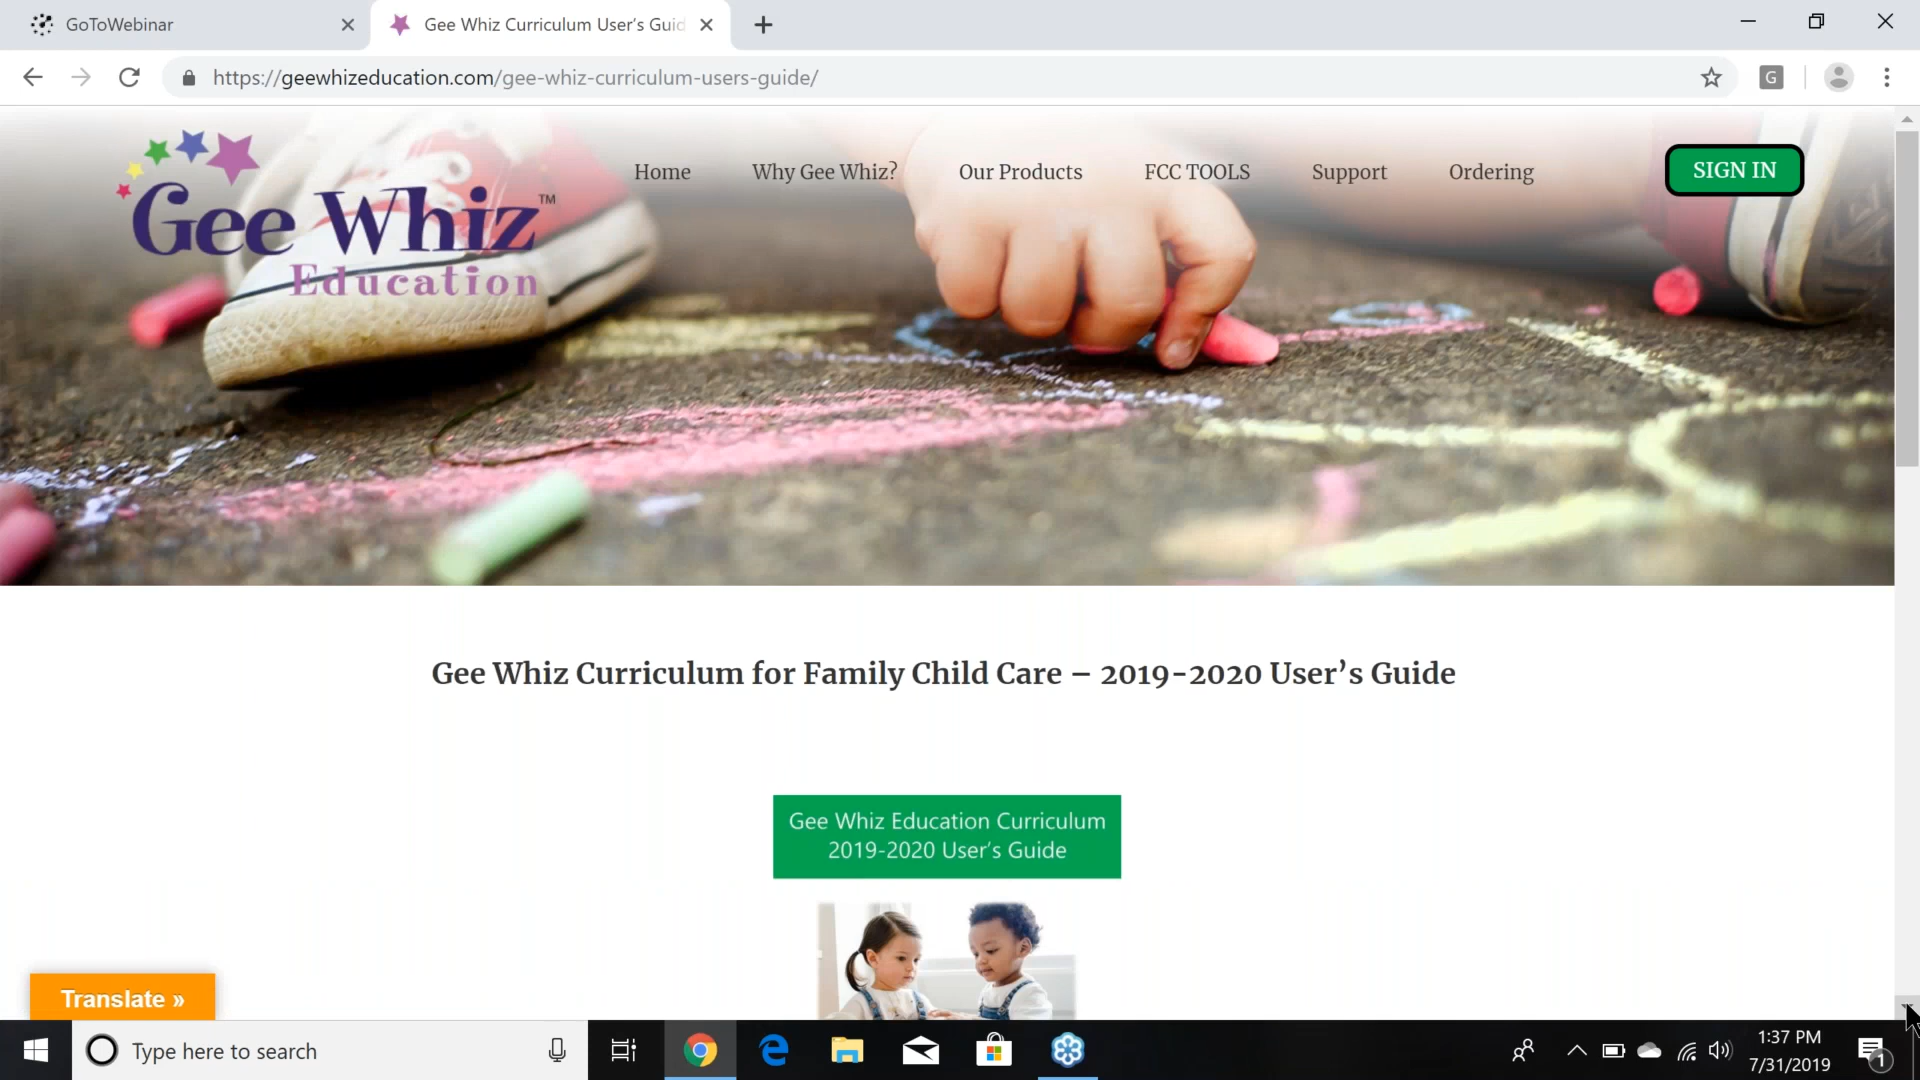 GoToWebinar
Gee Whiz Curriculum User's Guid
https://geewhizeducation.com/gee-whiz-curriculum-users-guide/
G
Gee Whiz™
Education
Home
Why Gee Whiz?
Our Products
FCC TOOLS
Support
Ordering
SIGN IN
Gee Whiz Curriculum for Family Child Care – 2019-2020 User’s Guide
Gee Whiz Education Curriculum
2019-2020 User's Guide
Translate »
Type here to search
1:37 PM
7/31/2019
1